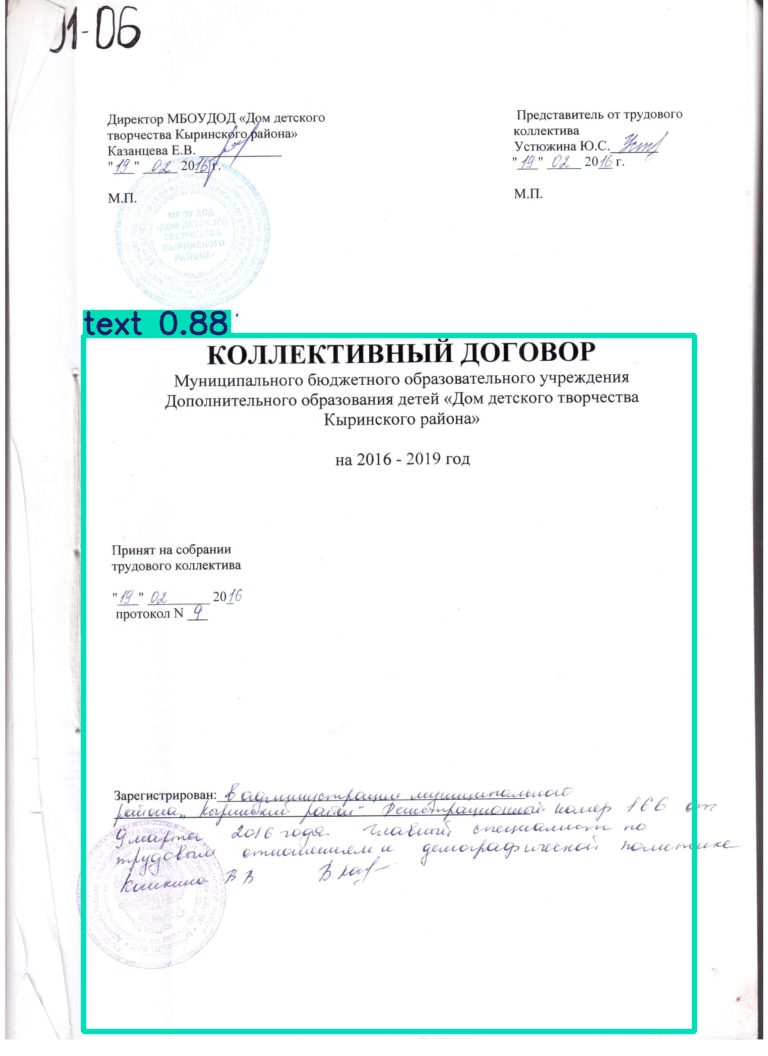 01-06
Директор МБОУДОД «Дом детского
творчества Кыринского района»
Казанцева Е.В.
"19" 02 2016 г.
М.П.
Представитель от трудового
коллектива
Устюжина Ю.С.
"19" 02 2016 г.
М.П.
МБОУ ДОД
«ДОМ ДЕТСКОГО
ТВОРЧЕСТВА
КЫРИНСКОГО
РАЙОНА»
text 0.88
КОЛЛЕКТИВНЫЙ ДОГОВОР
Муниципального бюджетного образовательного учреждения
Дополнительного образования детей «Дом детского творчества
Кыринского района»
на 2016 - 2019 год
Принят на собрании
трудового коллектива
"19" 02 2016
протокол N 9
Зарегистрирован: в администрации муниципального
района „Кыринский район" Регистрационный номер 166 от
9 марта 2016 года. Главный специалист по
трудовым отношениям и демографической политике
В В